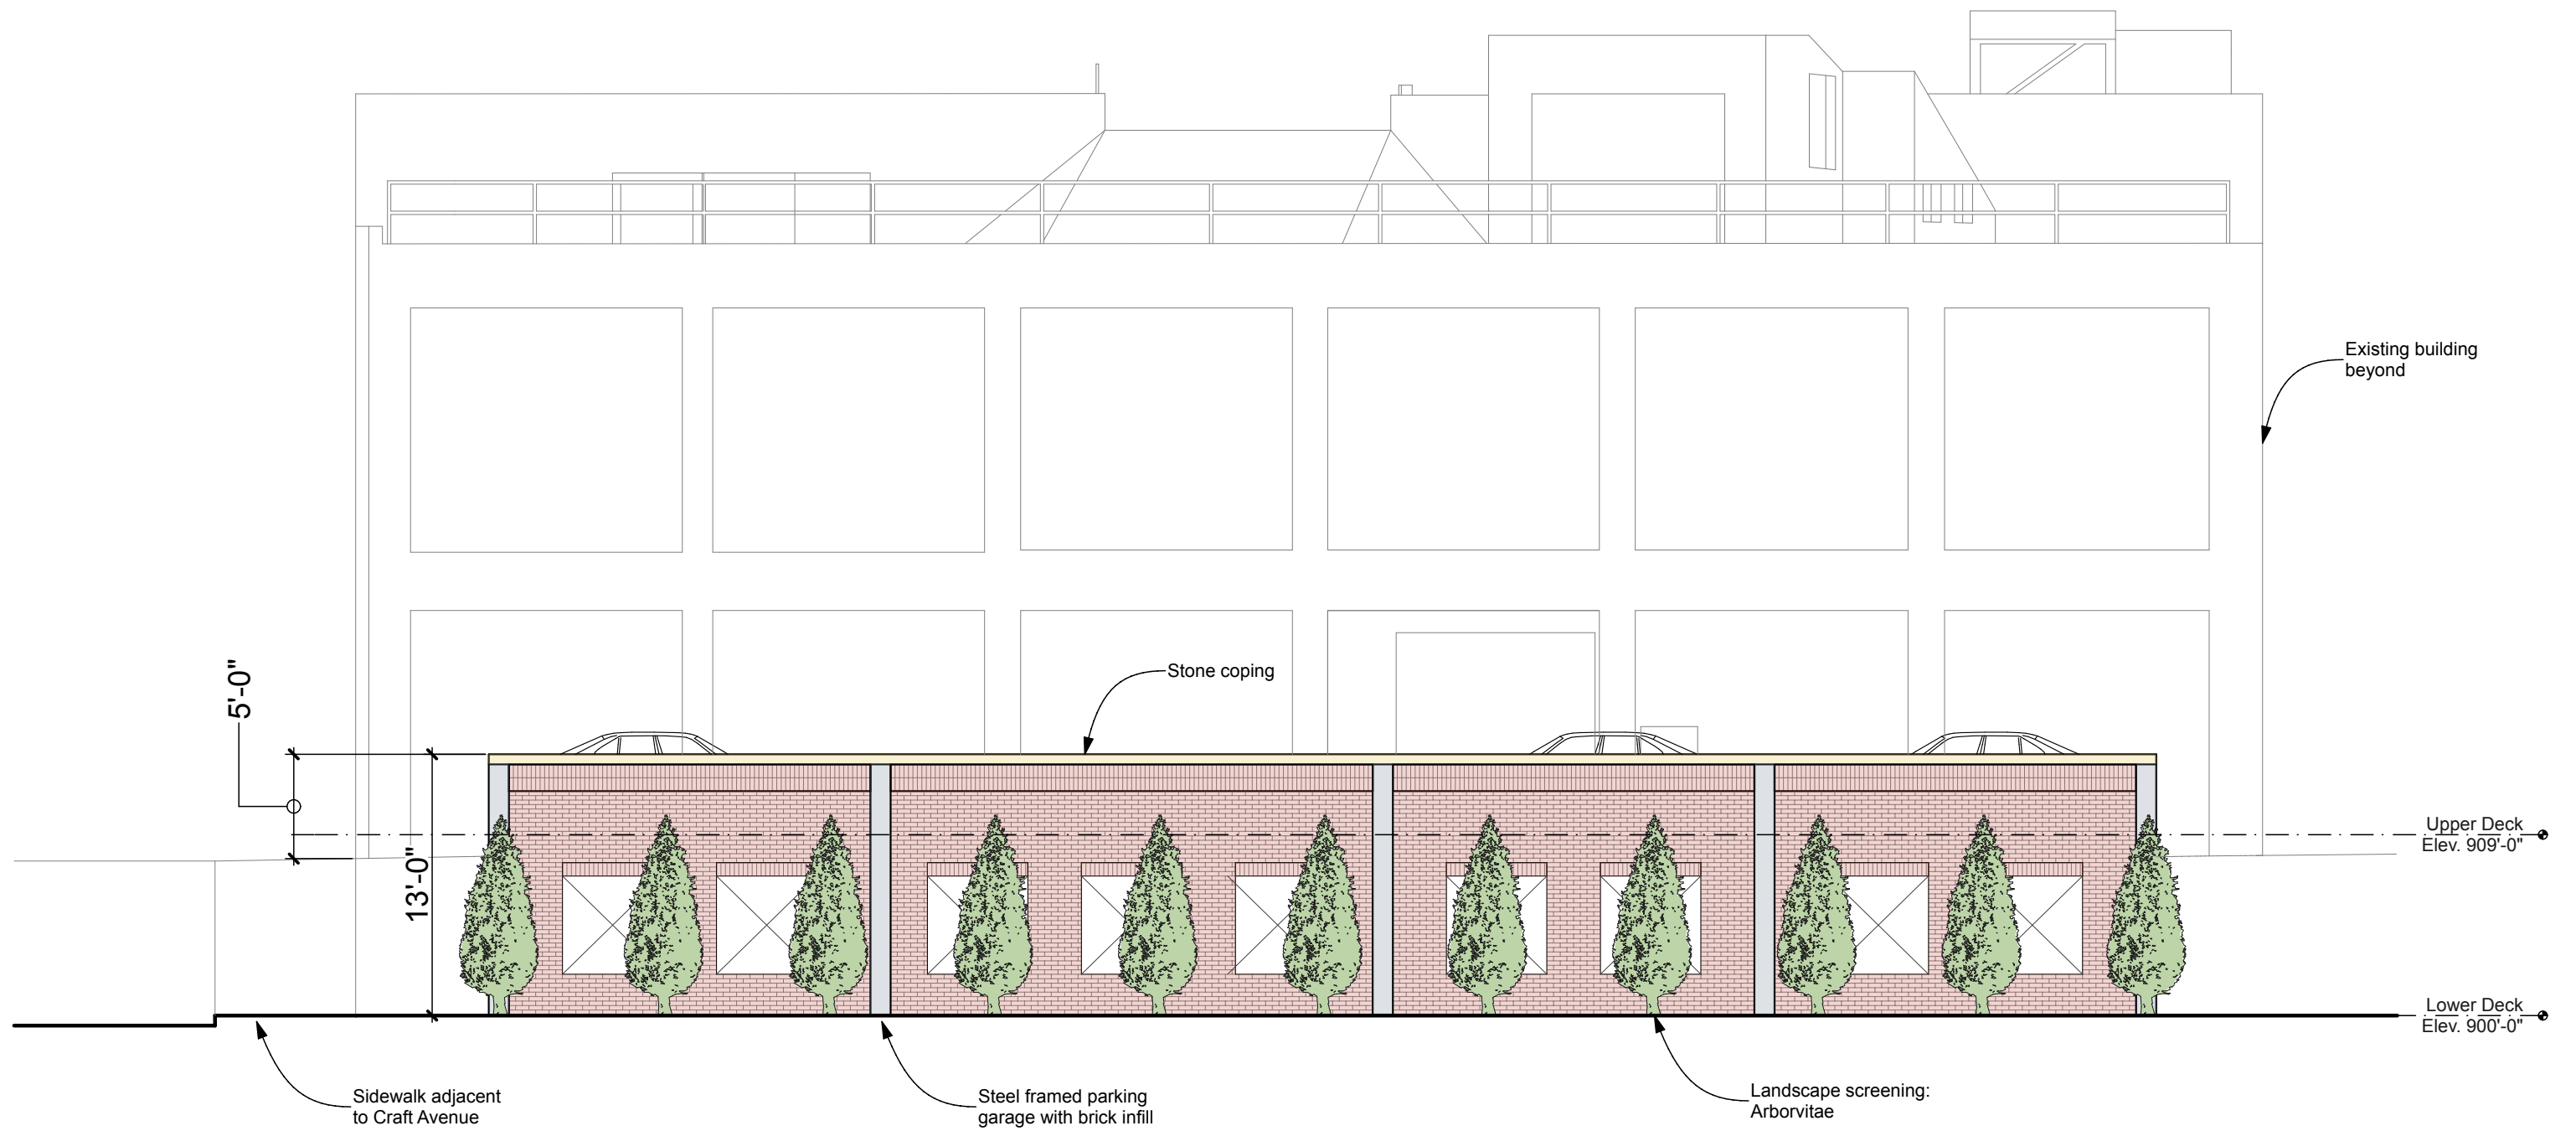 Existing building
beyond
5'-0"
Stone coping
Upper Deck
Elev. 909'-0"
13'-0"
Lower Deck
Elev. 900'-0"
Sidewalk adjacent
to Craft Avenue
Steel framed parking
garage with brick infill
Landscape screening:
Arborvitae